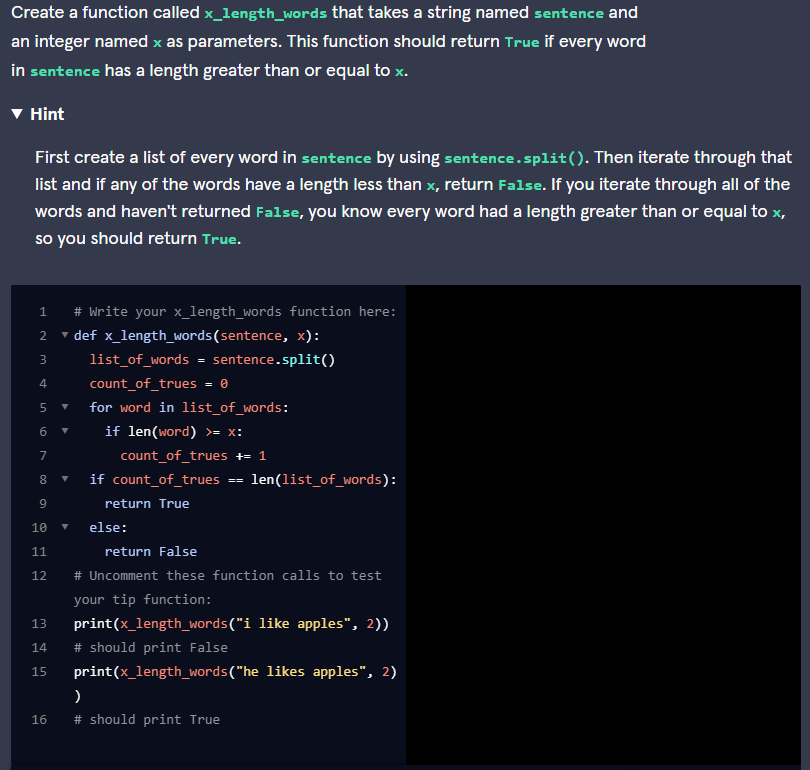 Create a function called x_length_words that takes a string named sentence and
an integer named x as parameters. This function should return True if every word
in sentence has a length greater than or equal to x.
▼ Hint
First create a list of every word in sentence by using sentence.split(). Then iterate through that
list and if any of the words have a length less than x, return False. If you iterate through all of the
words and haven't returned False, you know every word had a length greater than or equal to x,
so you should return True.
1 # Write your x_length_words function here:
2 ▼ def x_length_words(sentence, x):
3   list_of_words = sentence.split()
4   count_of_trues = 0
5 ▼   for word in list_of_words:
6 ▼     if len(word) >= x:
7       count_of_trues += 1
8 ▼   if count_of_trues == len(list_of_words):
9     return True
10 ▼   else:
11     return False
12 # Uncomment these function calls to test
your tip function:
13 print(x_length_words("i like apples", 2))
14 # should print False
15 print(x_length_words("he likes apples", 2)
)
16 # should print True